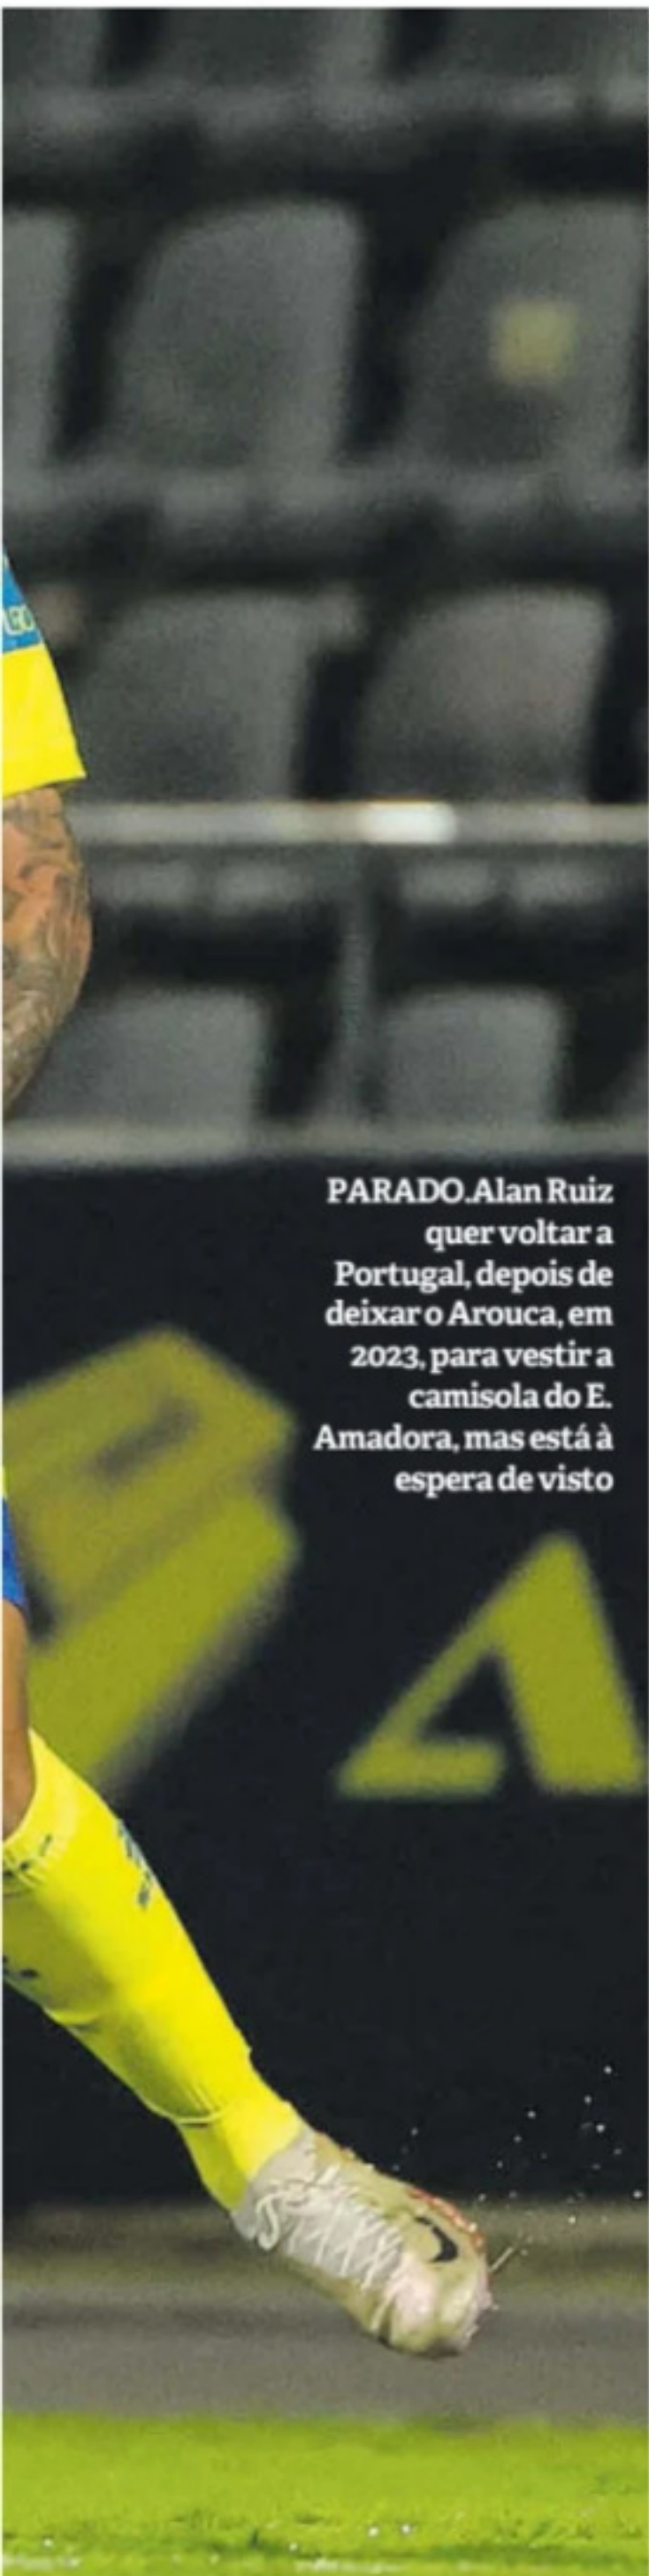 PARADO. Alan Ruiz
quer voltar a
Portugal, depois de
deixar o Arouca, em
2023, para vestir a
camisola do E.
Amadora, mas está à
espera de visto
A